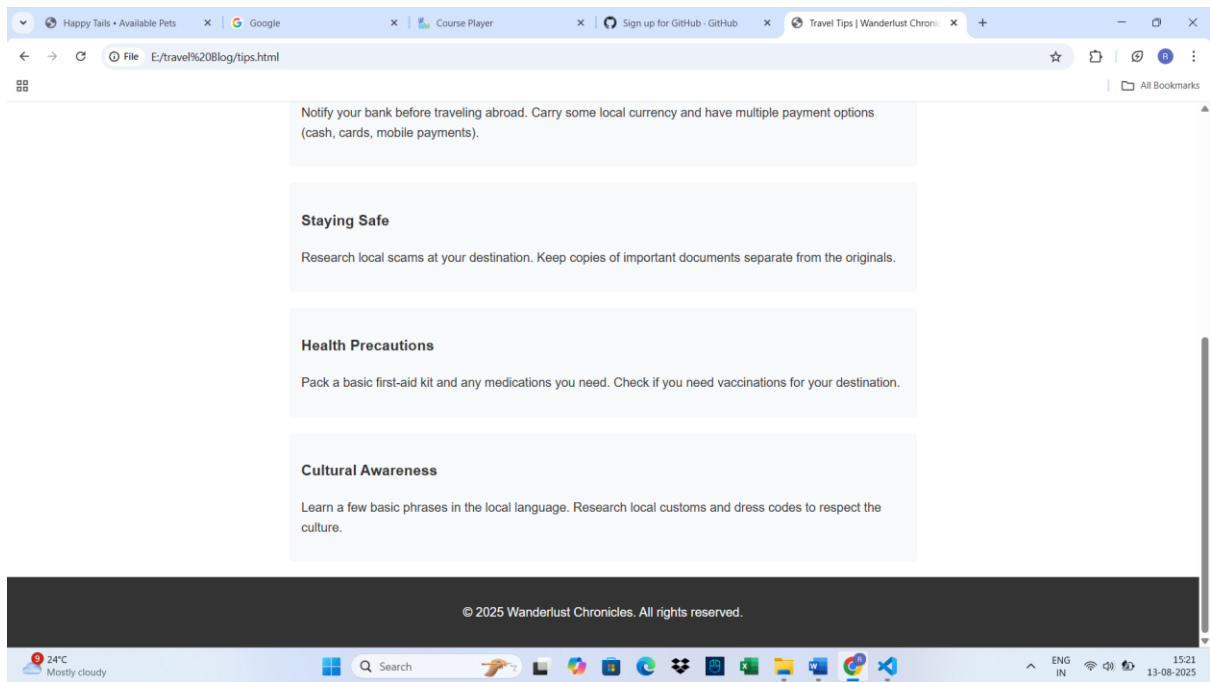 Happy Tails • Available Pets
Google
Course Player
Sign up for GitHub · GitHub
Travel Tips | Wanderlust Chronic
File E:/travel%20Blog/tips.html
R
All Bookmarks
Notify your bank before traveling abroad. Carry some local currency and have multiple payment options
(cash, cards, mobile payments).
Staying Safe
Research local scams at your destination. Keep copies of important documents separate from the originals.
Health Precautions
Pack a basic first-aid kit and any medications you need. Check if you need vaccinations for your destination.
Cultural Awareness
Learn a few basic phrases in the local language. Research local customs and dress codes to respect the
culture.
© 2025 Wanderlust Chronicles. All rights reserved.
9
24°C
Mostly cloudy
Search
ENG
IN
15:21
13-08-2025